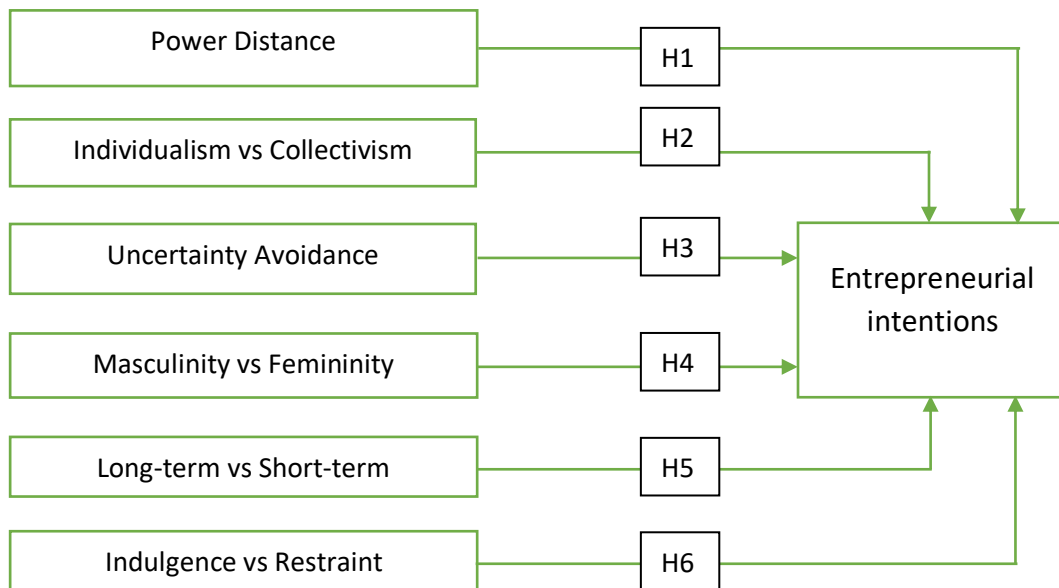 Power Distance
H1
Individualism vs Collectivism
H2
Uncertainty Avoidance
H3
Entrepreneurial
intentions
Masculinity vs Femininity
H4
Long-term vs Short-term
H5
Indulgence vs Restraint
H6